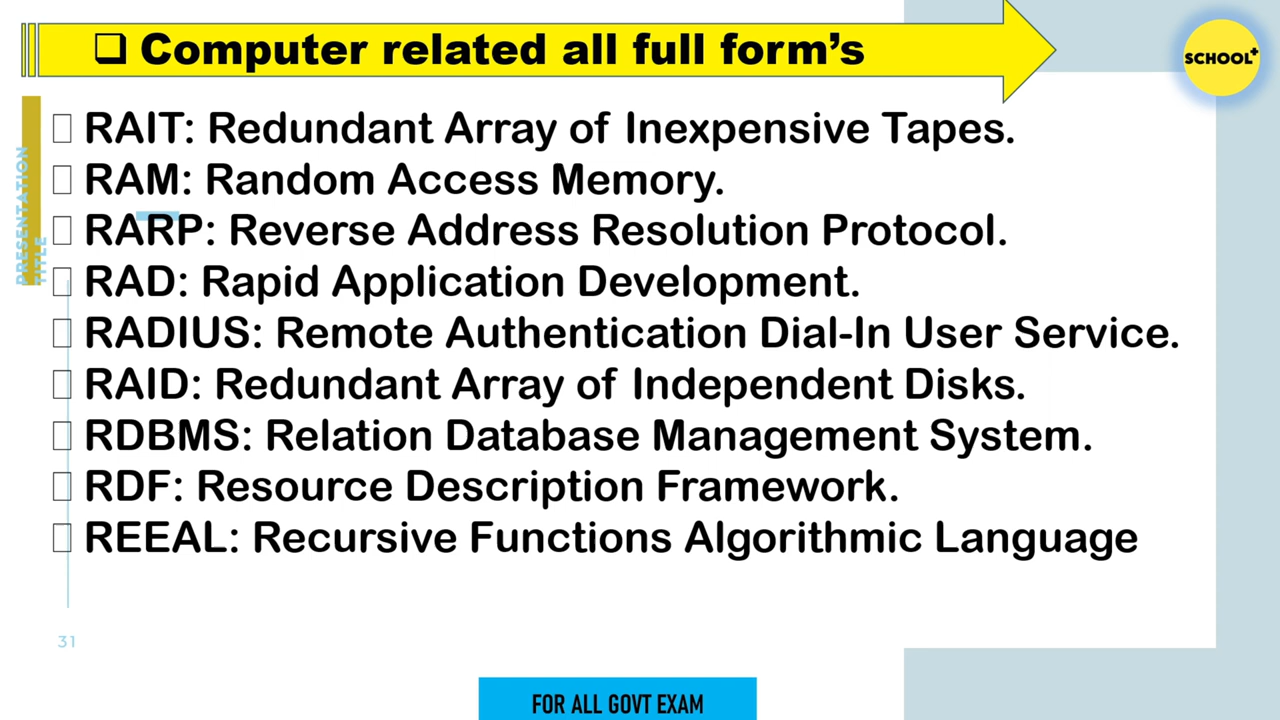 ❑ Computer related all full form’s
SCHOOL+
PRESENTATION
TITLE
RAIT: Redundant Array of Inexpensive Tapes.
RAM: Random Access Memory.
RARP: Reverse Address Resolution Protocol.
RAD: Rapid Application Development.
RADIUS: Remote Authentication Dial-In User Service.
RAID: Redundant Array of Independent Disks.
RDBMS: Relation Database Management System.
RDF: Resource Description Framework.
REEAL: Recursive Functions Algorithmic Language
31
FOR ALL GOVT EXAM